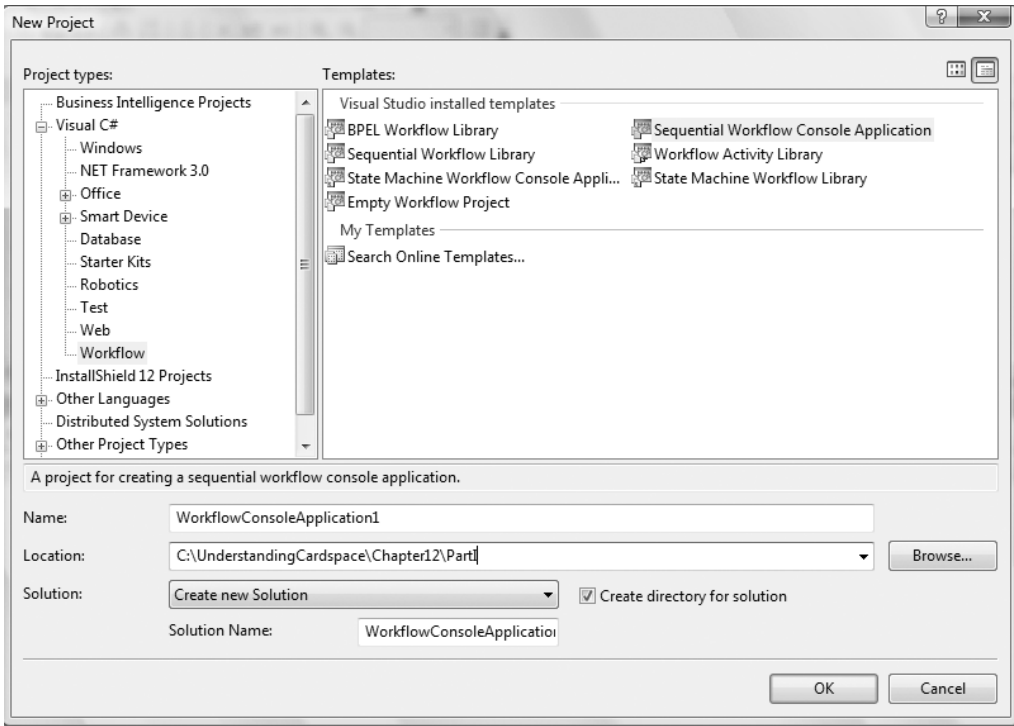 New Project
Project types:
Business Intelligence Projects
Visual C#
Windows
NET Framework 3.0
Office
Smart Device
Database
Starter Kits
Robotics
Test
Web
Workflow
InstallShield 12 Projects
Other Languages
Distributed System Solutions
Other Project Types
Templates:
Visual Studio installed templates
BPEL Workflow Library
Sequential Workflow Library
State Machine Workflow Console Appli...
Empty Workflow Project
Sequential Workflow Console Application
Workflow Activity Library
State Machine Workflow Library
My Templates
Search Online Templates...
A project for creating a sequential workflow console application.
Name:
WorkflowConsoleApplication1
Location:
C:\UnderstandingCardspace\Chapter12\PartI
Browse...
Solution:
Create new Solution
Create directory for solution
Solution Name:
WorkflowConsoleApplication
OK
Cancel